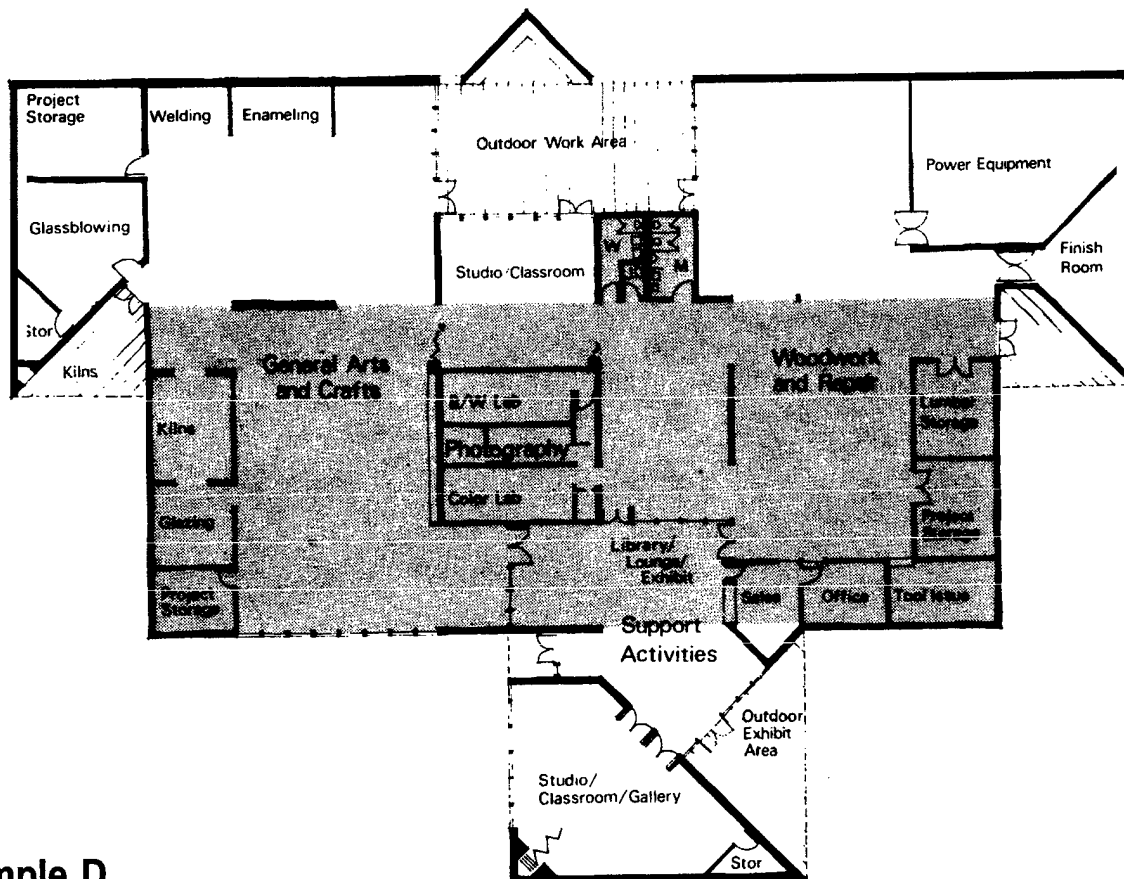 Project
Storage
Welding
Enameling
Outdoor Work Area
Power Equipment
Glassblowing
Studio/Classroom
W
M
Finish
Room
Stor
Kilns
General Arts
and Crafts
Woodwork
and Repair
B/W Lab
Photography
Color Lab
Lumber
Storage
Kilns
Glazing
Project
Storage
Library/
Lounge/
Exhibit
Project
Storage
Sales
Office
Tool Issue
Support
Activities
Outdoor
Exhibit
Area
Studio/
Classroom/Gallery
Stor
mple D